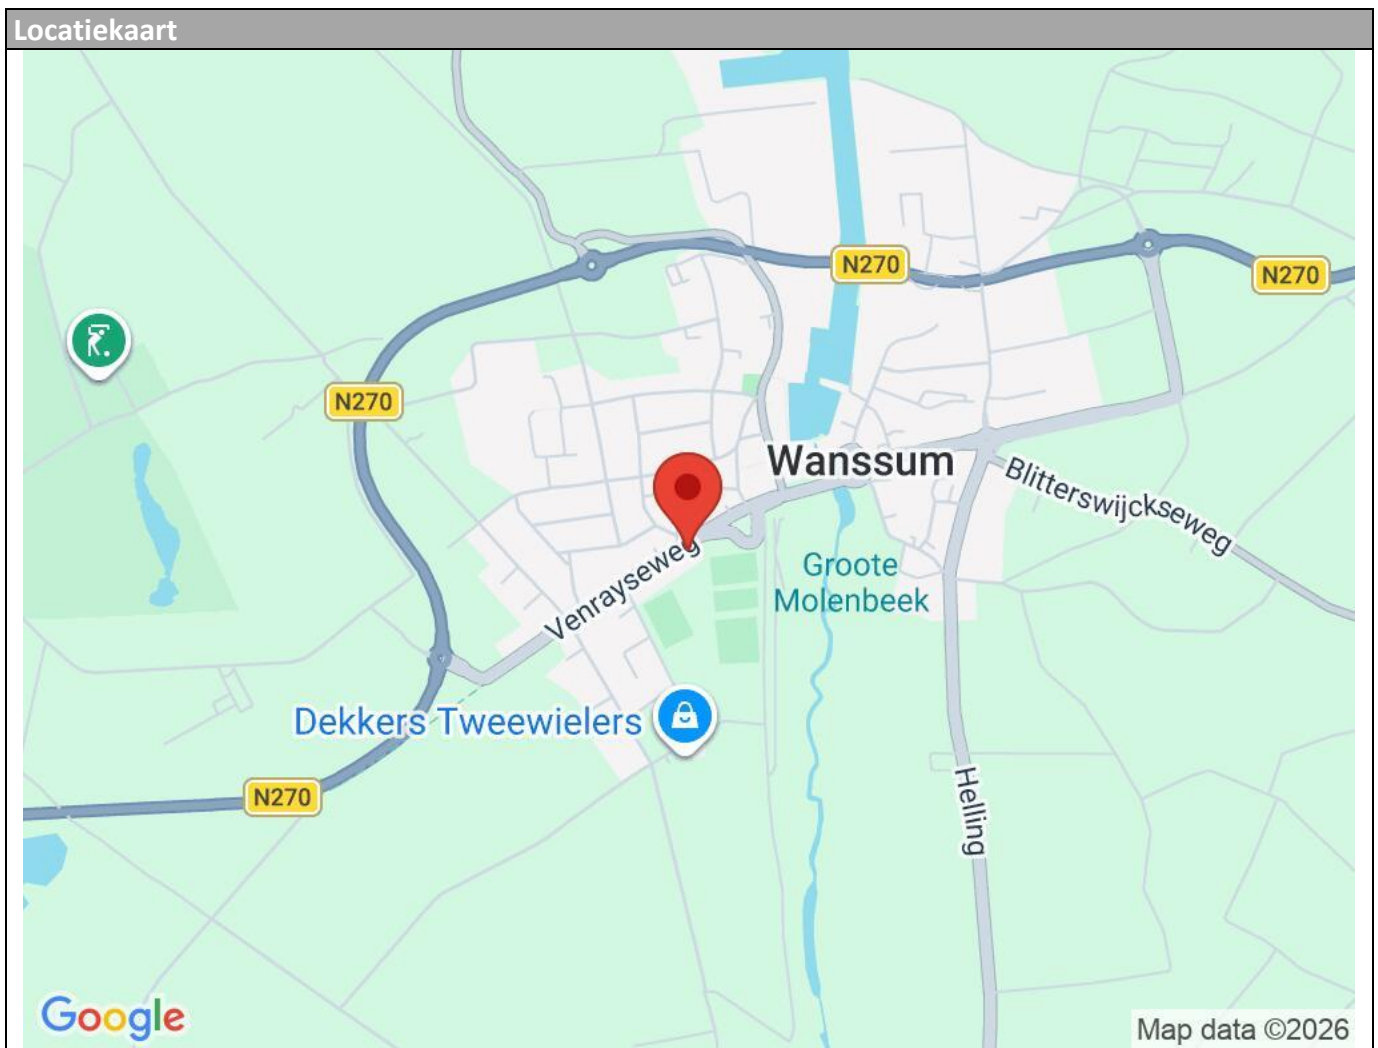 Locatiekaart
N270
N270
N270
Wanssum
Blitterswijckseweg
Venrayseweg
Groote
Molenbeek
Dekkers Tweewielers
N270
Helling
Google
Map data ©2026